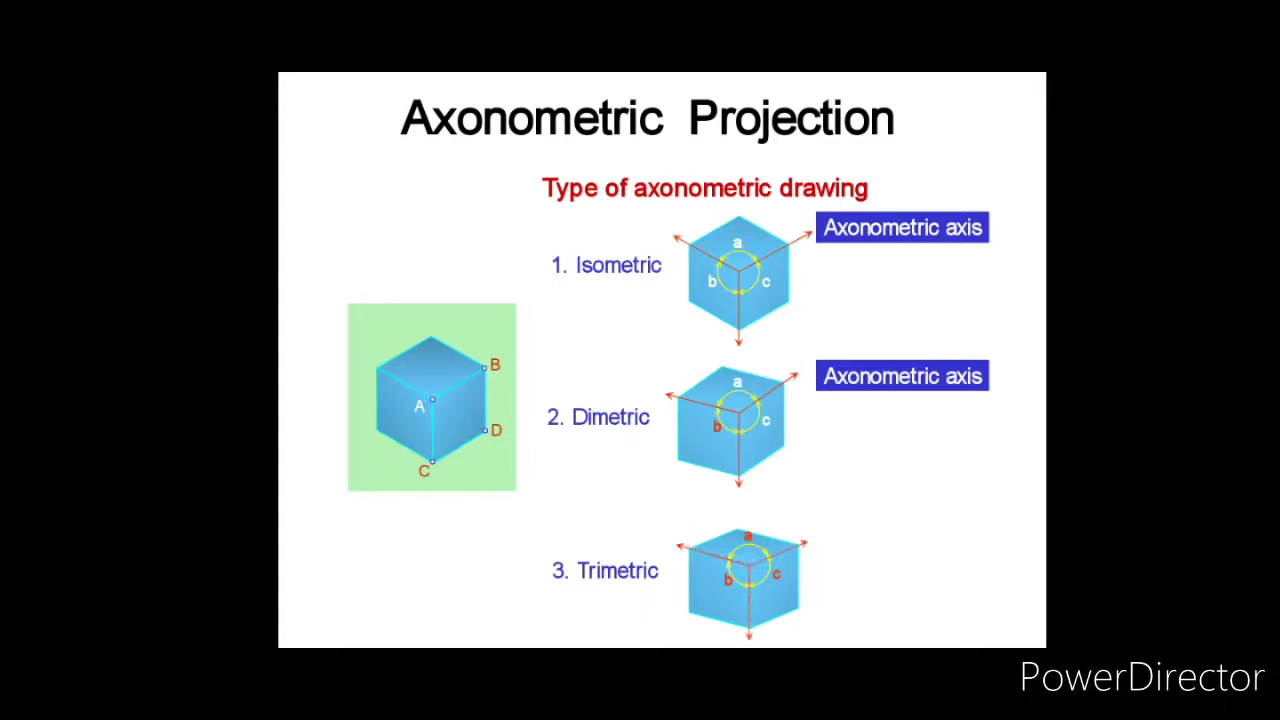 Axonometric Projection
Type of axonometric drawing
Axonometric axis
1. Isometric
a
b
c
Axonometric axis
2. Dimetric
a
b
c
B
A
D
C
3. Trimetric
a
b
c
PowerDirector